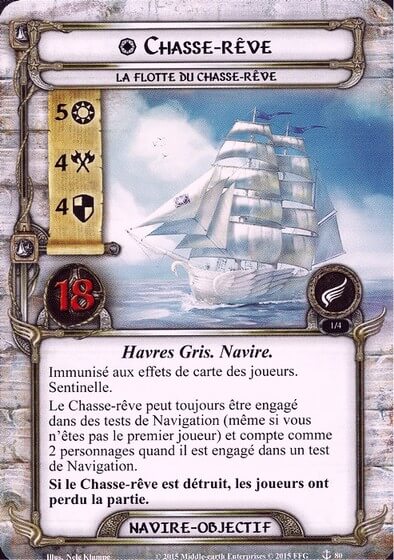 CHASSE-RÊVE
LA FLOTTE DU CHASSE-RÊVE
5
4
4
18
1/4
Havres Gris. Navire.
Immunisé aux effets de carte des joueurs.
Sentinelle.
Le Chasse-rêve peut toujours être engagé
dans des tests de Navigation (même si vous
n'êtes pas le premier joueur) et compte comme
2 personnages quand il est engagé dans un test
de Navigation.
Si le Chasse-rêve est détruit, les joueurs ont
perdu la partie.
NAVIRE-OBJECTIF
Illus. Nele Klumpe © 2015 Middle-earth Enterprises © 2015 FFG 80